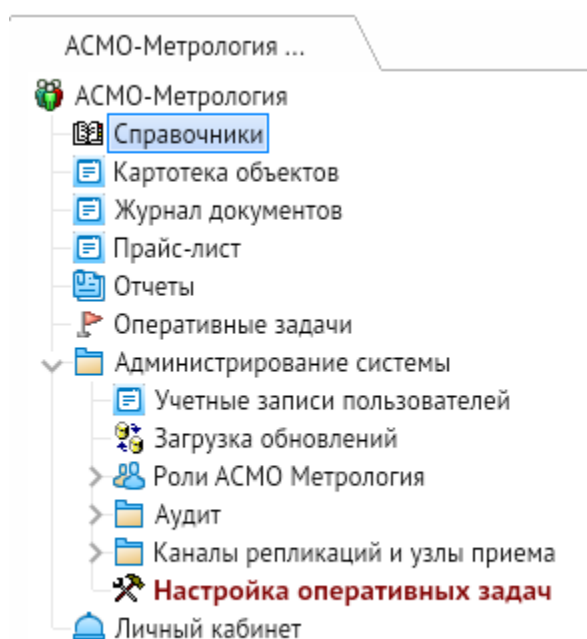 АСМО-Метрология ...
АСМО-Метрология
Справочники
Картотека объектов
Журнал документов
Прайс-лист
Отчеты
Оперативные задачи
Администрирование системы
Учетные записи пользователей
Загрузка обновлений
Роли АСМО Метрология
Аудит
Каналы репликаций и узлы приема
Настройка оперативных задач
Личный кабинет